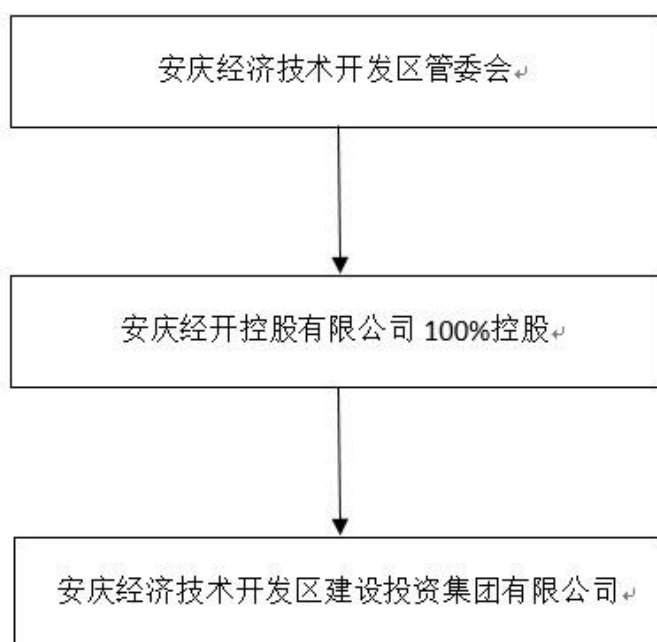 安庆经济技术开发区管委会
安庆经开控股有限公司 100%控股
安庆经济技术开发区建设投资集团有限公司